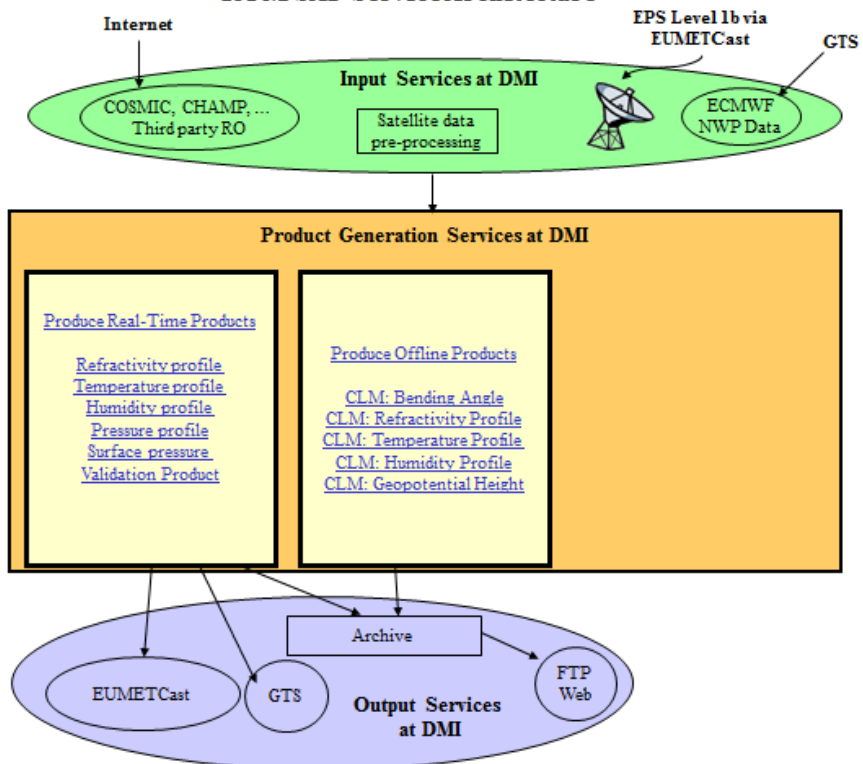 Internet
EPS Level 1b via
EUMETCast
GTS
Input Services at DMI
COSMIC, CHAMP, ...
Third party RO
Satellite data
pre-processing
ECMWF
NWP Data
Product Generation Services at DMI
Produce Real-Time Products
Refractivity profile
Temperature profile
Humidity profile
Pressure profile
Surface pressure
Validation Product
Produce Offline Products
CLM: Bending Angle
CLM: Refractivity Profile
CLM: Temperature Profile
CLM: Humidity Profile
CLM: Geopotential Height
Archive
EUMETCast
GTS
FTP
Web
Output Services
at DMI